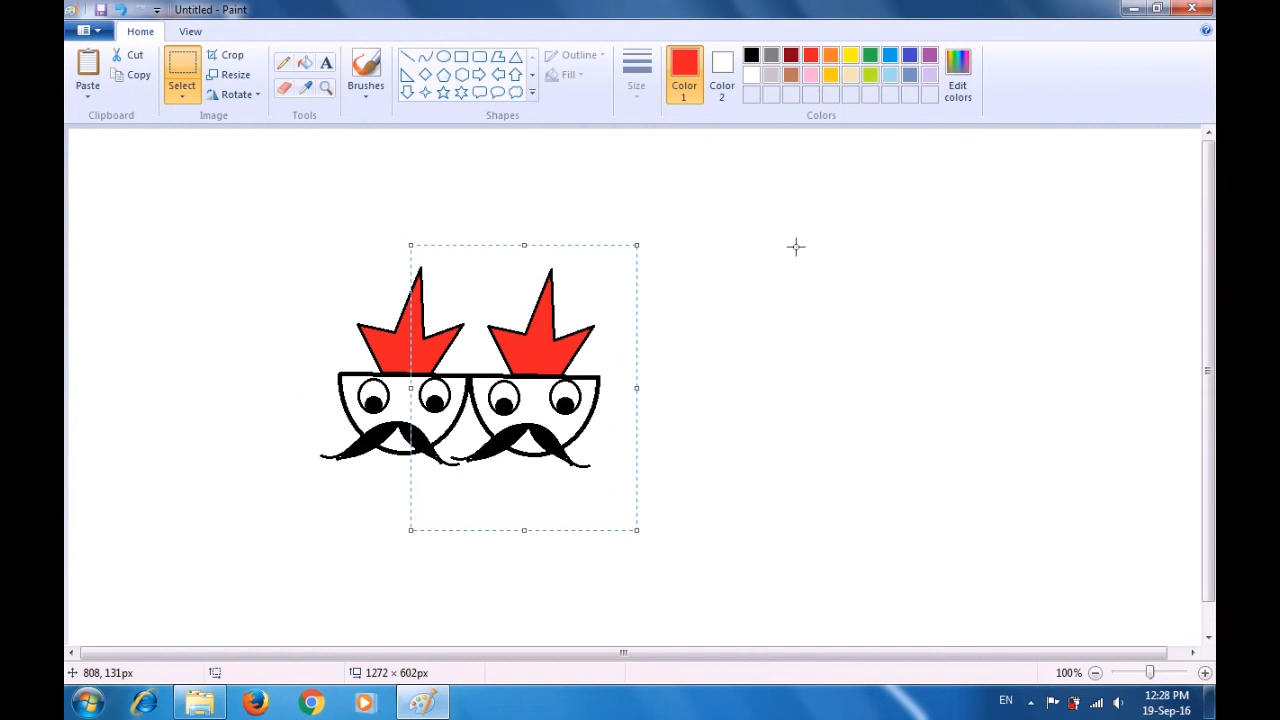 Untitled - Paint
Home View
Paste
Cut
Copy
Clipboard
Select
Crop
Resize
Rotate
Image
A
Tools
Brushes
Outline
Fill
Shapes
Size
Color 1
Color 2
Edit colors
Colors
808, 131px
1272 × 602px
100%
EN
12:28 PM
19-Sep-16